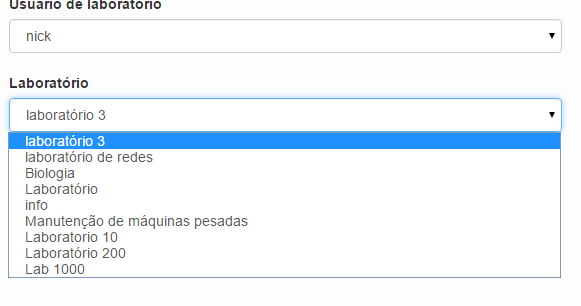 Usuário de laboratório
nick
Laboratório
laboratório 3
laboratório 3
laboratório de redes
Biologia
Laboratório
info
Manutenção de máquinas pesadas
Laboratorio 10
Laboratório 200
Lab 1000